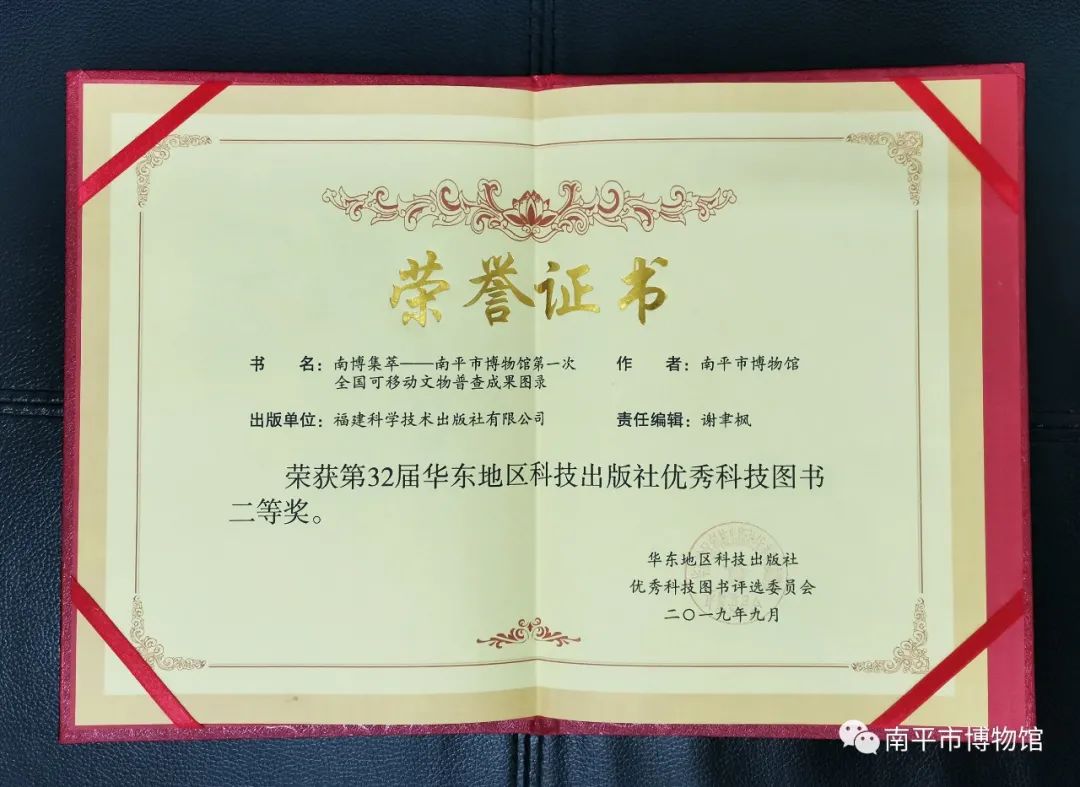 荣誉证书
书 名：南博集萃——南平市博物馆第一次
全国可移动文物普查成果图录
作 者：南平市博物馆
出版单位：福建科学技术出版社有限公司
责任编辑：谢聿枫
荣获第32届华东地区科技出版社优秀科技图书
二等奖。
华东地区科技出版社
优秀科技图书评选委员会
二〇一九年九月
南平市博物馆